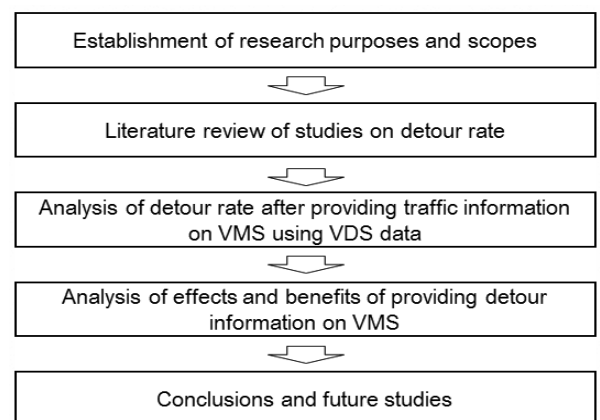 Establishment of research purposes and scopes
Literature review of studies on detour rate
Analysis of detour rate after providing traffic information
on VMS using VDS data
Analysis of effects and benefits of providing detour
information on VMS
Conclusions and future studies